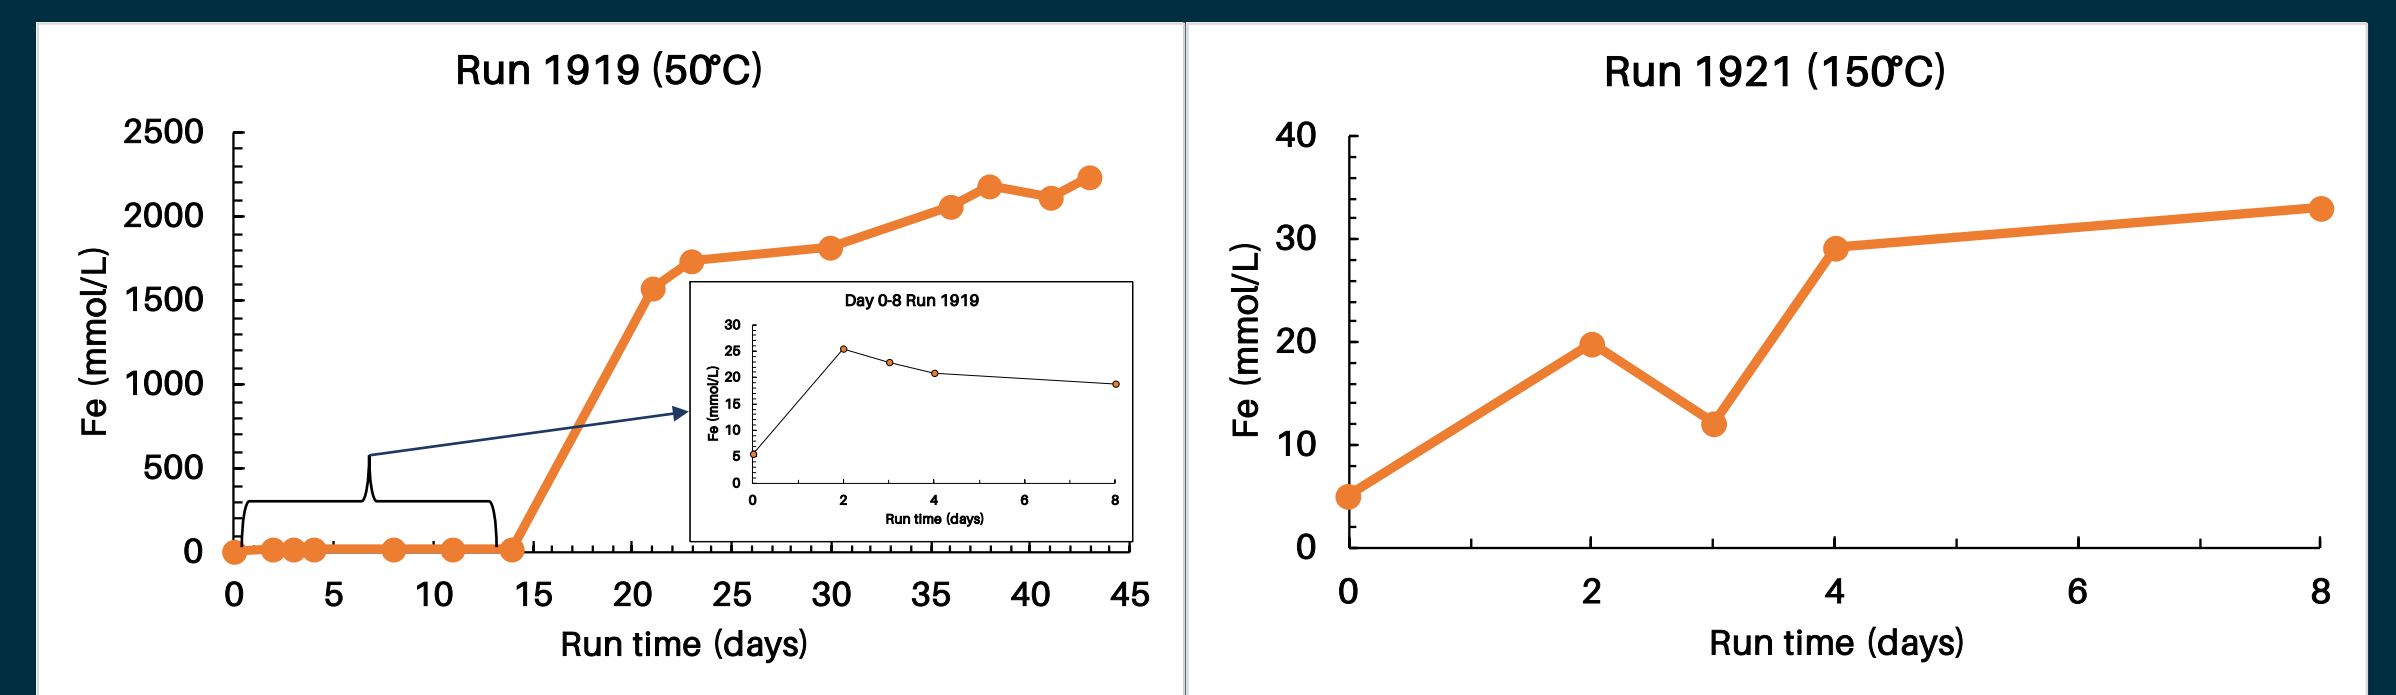 Run 1919 (50°C)
2500
2000
1500
1000
500
0
Fe (mmol/L)
0 5 10 15 20 25 30 35 40 45
Run time (days)
Day 0-8 Run 1919
30
25
20
15
10
5
0
Fe (mmol/L)
0 2 4 6 8
Run time (days)
Run 1921 (150°C)
40
30
20
10
0
Fe (mmol/L)
0 2 4 6 8
Run time (days)